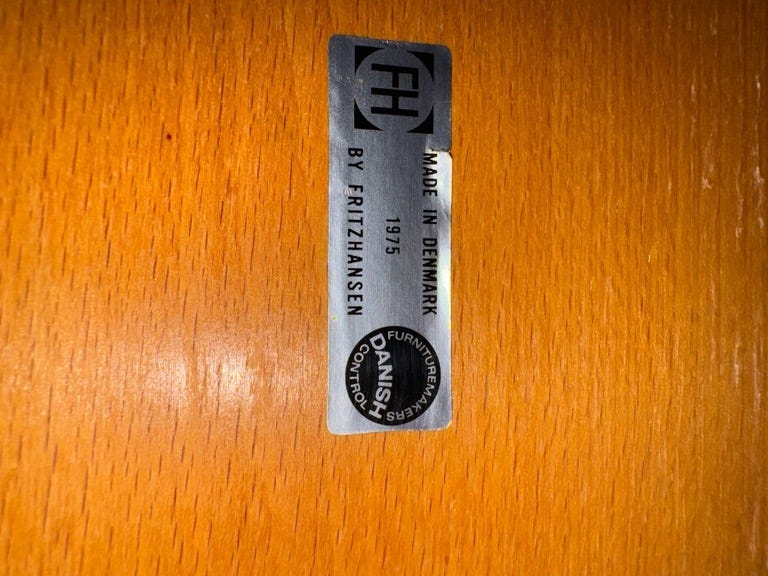 FH
MADE IN DENMARK
1975
BY FRITZHANSEN
FURNITUREMAKERS
DANISH
CONTROL